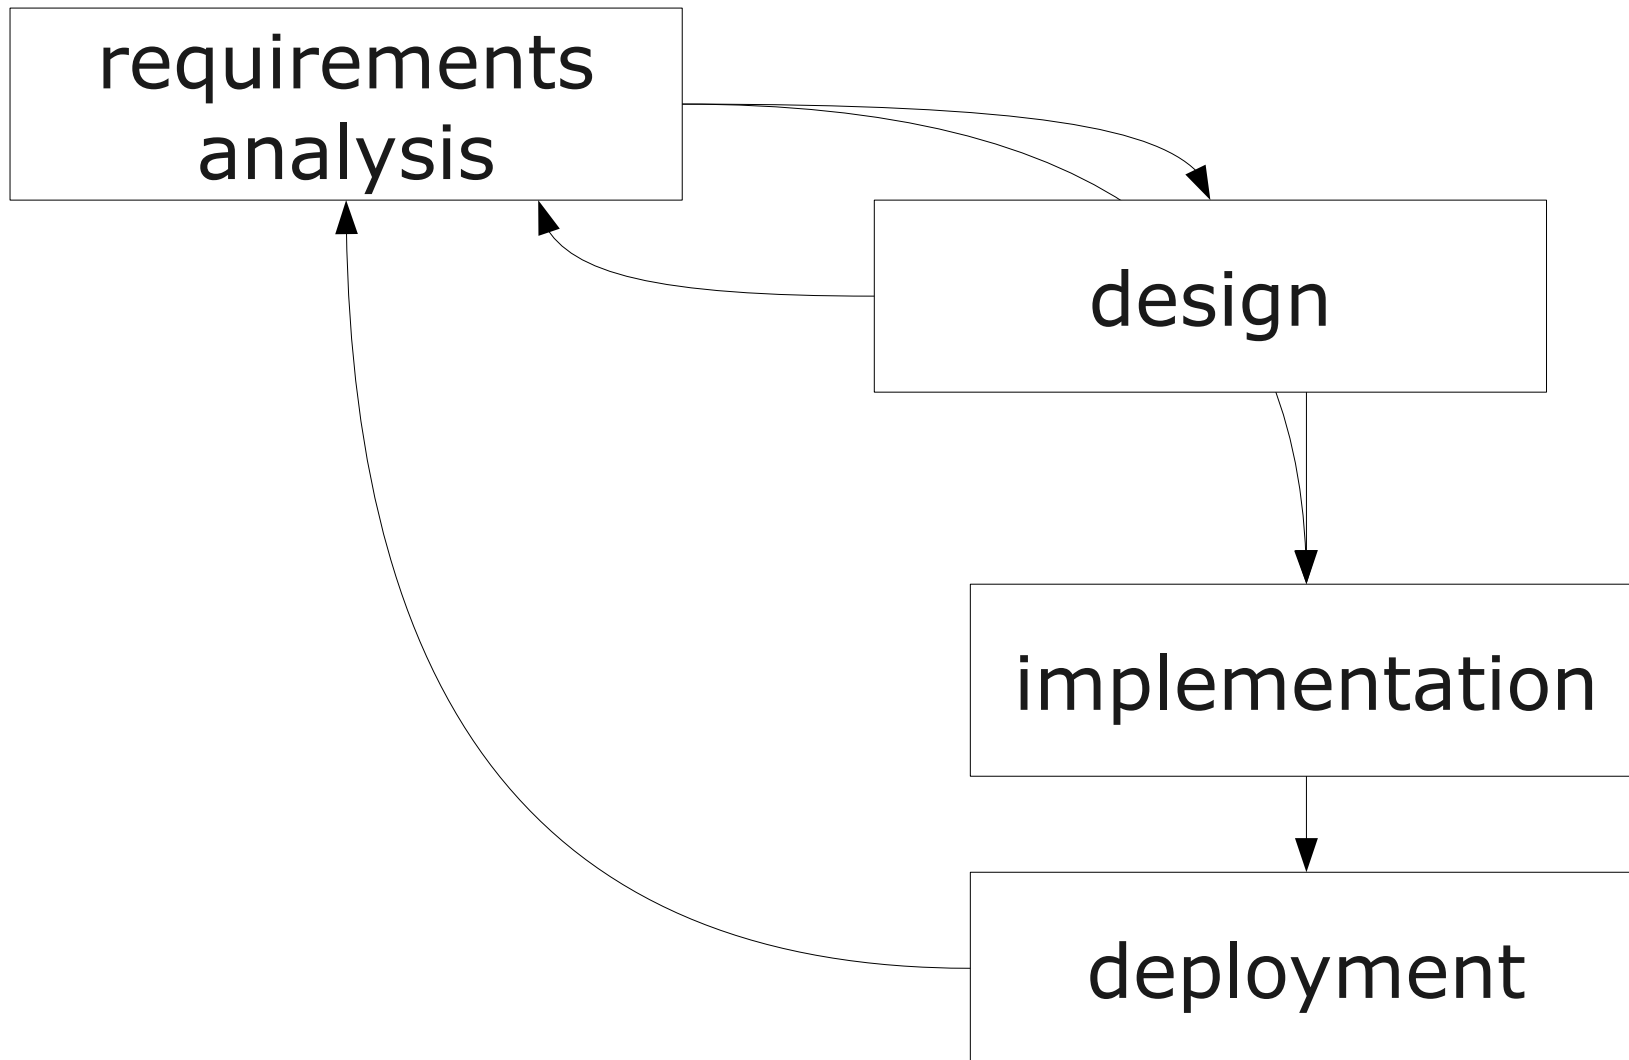 requirements
analysis
design
implementation
deployment